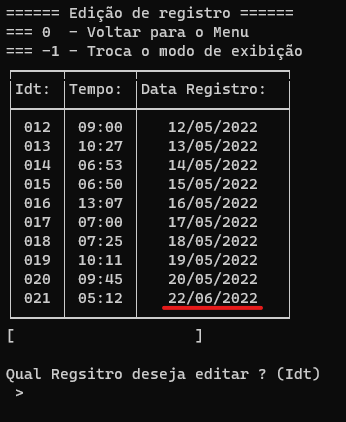 ====== Edição de registro ======
=== 0  - Voltar para o Menu
=== -1 - Troca o modo de exibição
Idt: Tempo: Data Registro:
012 09:00 12/05/2022
013 10:27 13/05/2022
014 06:53 14/05/2022
015 06:50 15/05/2022
016 13:07 16/05/2022
017 07:00 17/05/2022
018 07:25 18/05/2022
019 10:11 19/05/2022
020 09:45 20/05/2022
021 05:12 22/06/2022
[                    ]
Qual Regsitro deseja editar ? (Idt)
>